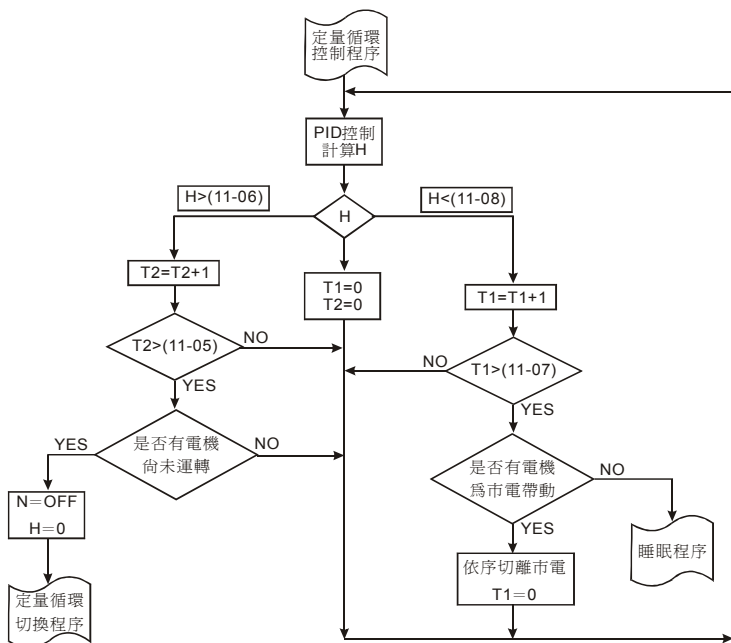 定量循環
控制程序
PID控制
計算H
H>(11-06)
H
H<(11-08)
T2=T2+1
T1=0
T2=0
T1=T1+1
T2>(11-05)
NO
YES
NO
T1>(11-07)
YES
YES
是否有電機
尚未運轉
NO
是否有電機
爲市電帶動
NO
YES
N=OFF
H=0
定量循環
切換程序
依序切離市電
T1=0
睡眠程序